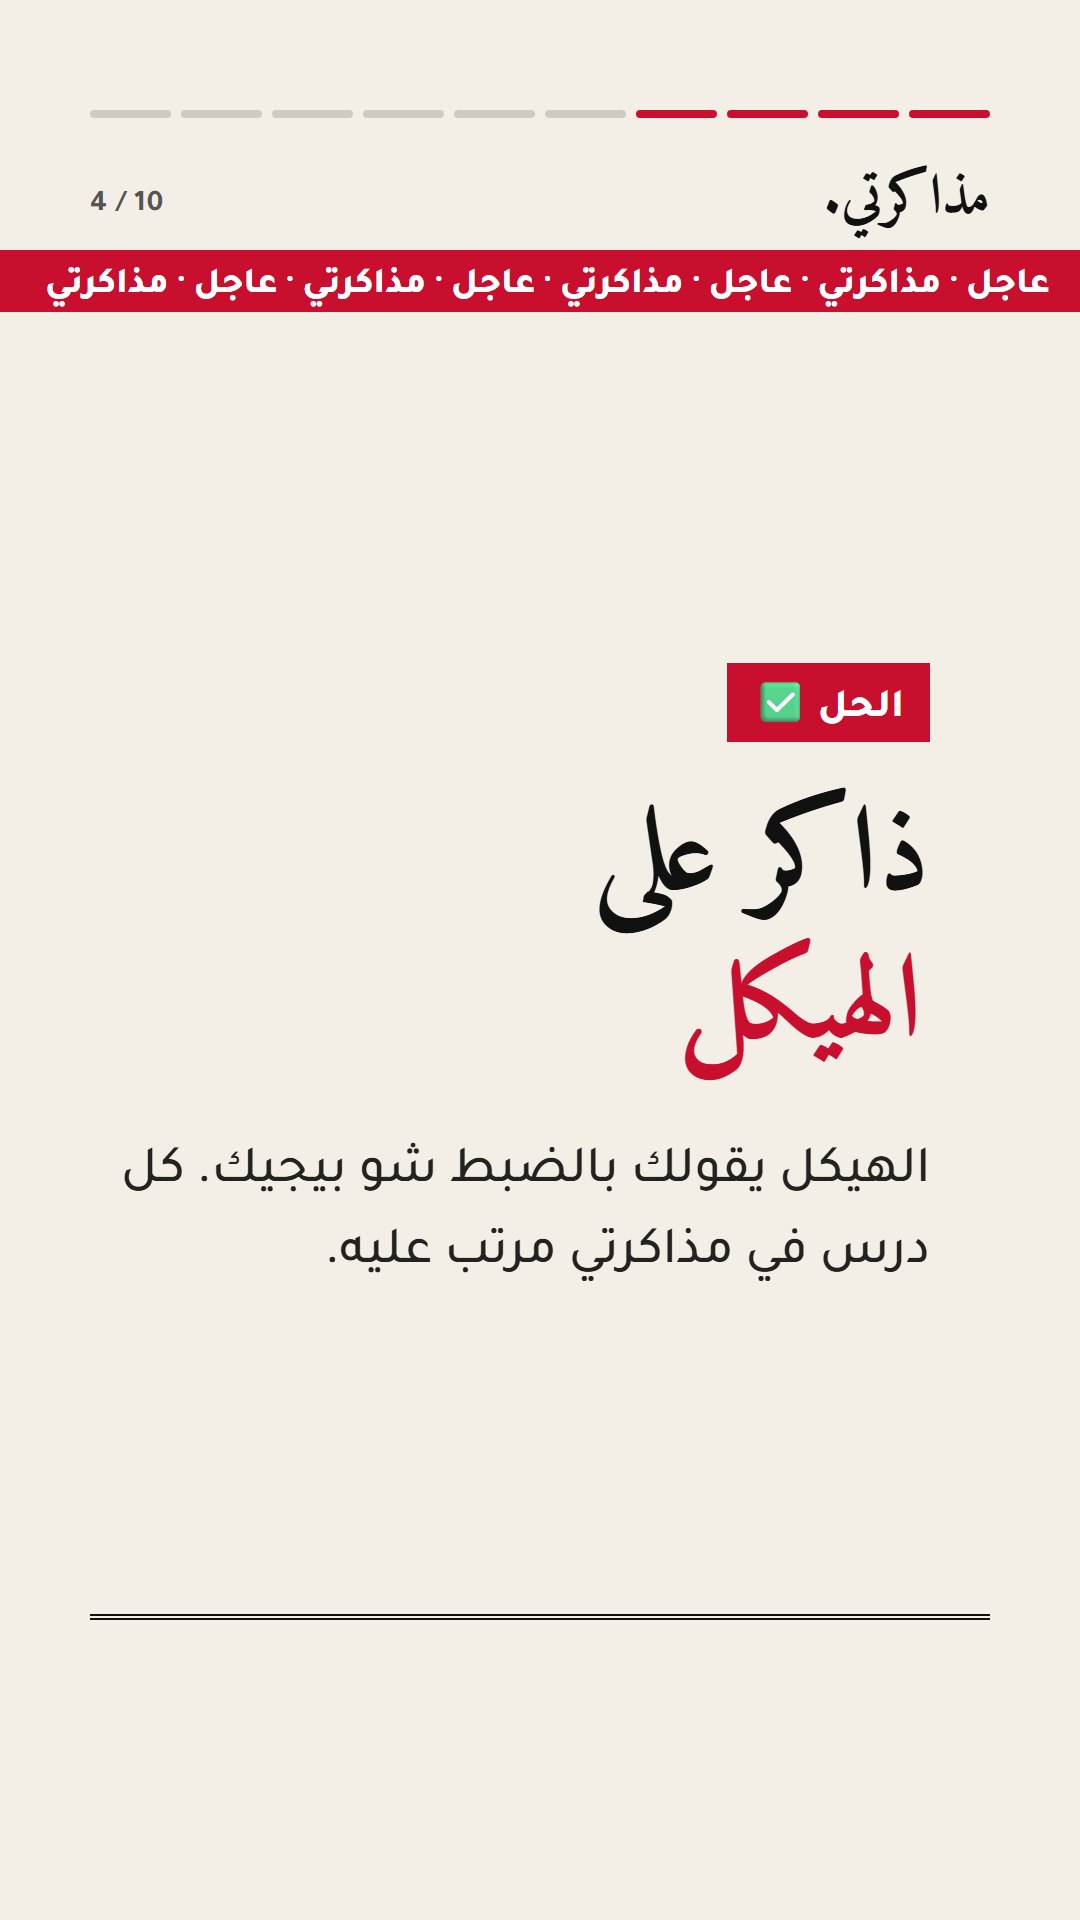 مذاكرتي.
4 / 10
عاجل · مذاكرتي · عاجل · مذاكرتي · عاجل · مذاكرتي · عاجل · مذاكرتي
الحل ✅
ذاكر على
الهيكل
الهيكل يقولك بالضبط شو بيجيك. كل
درس في مذاكرتي مرتب عليه.